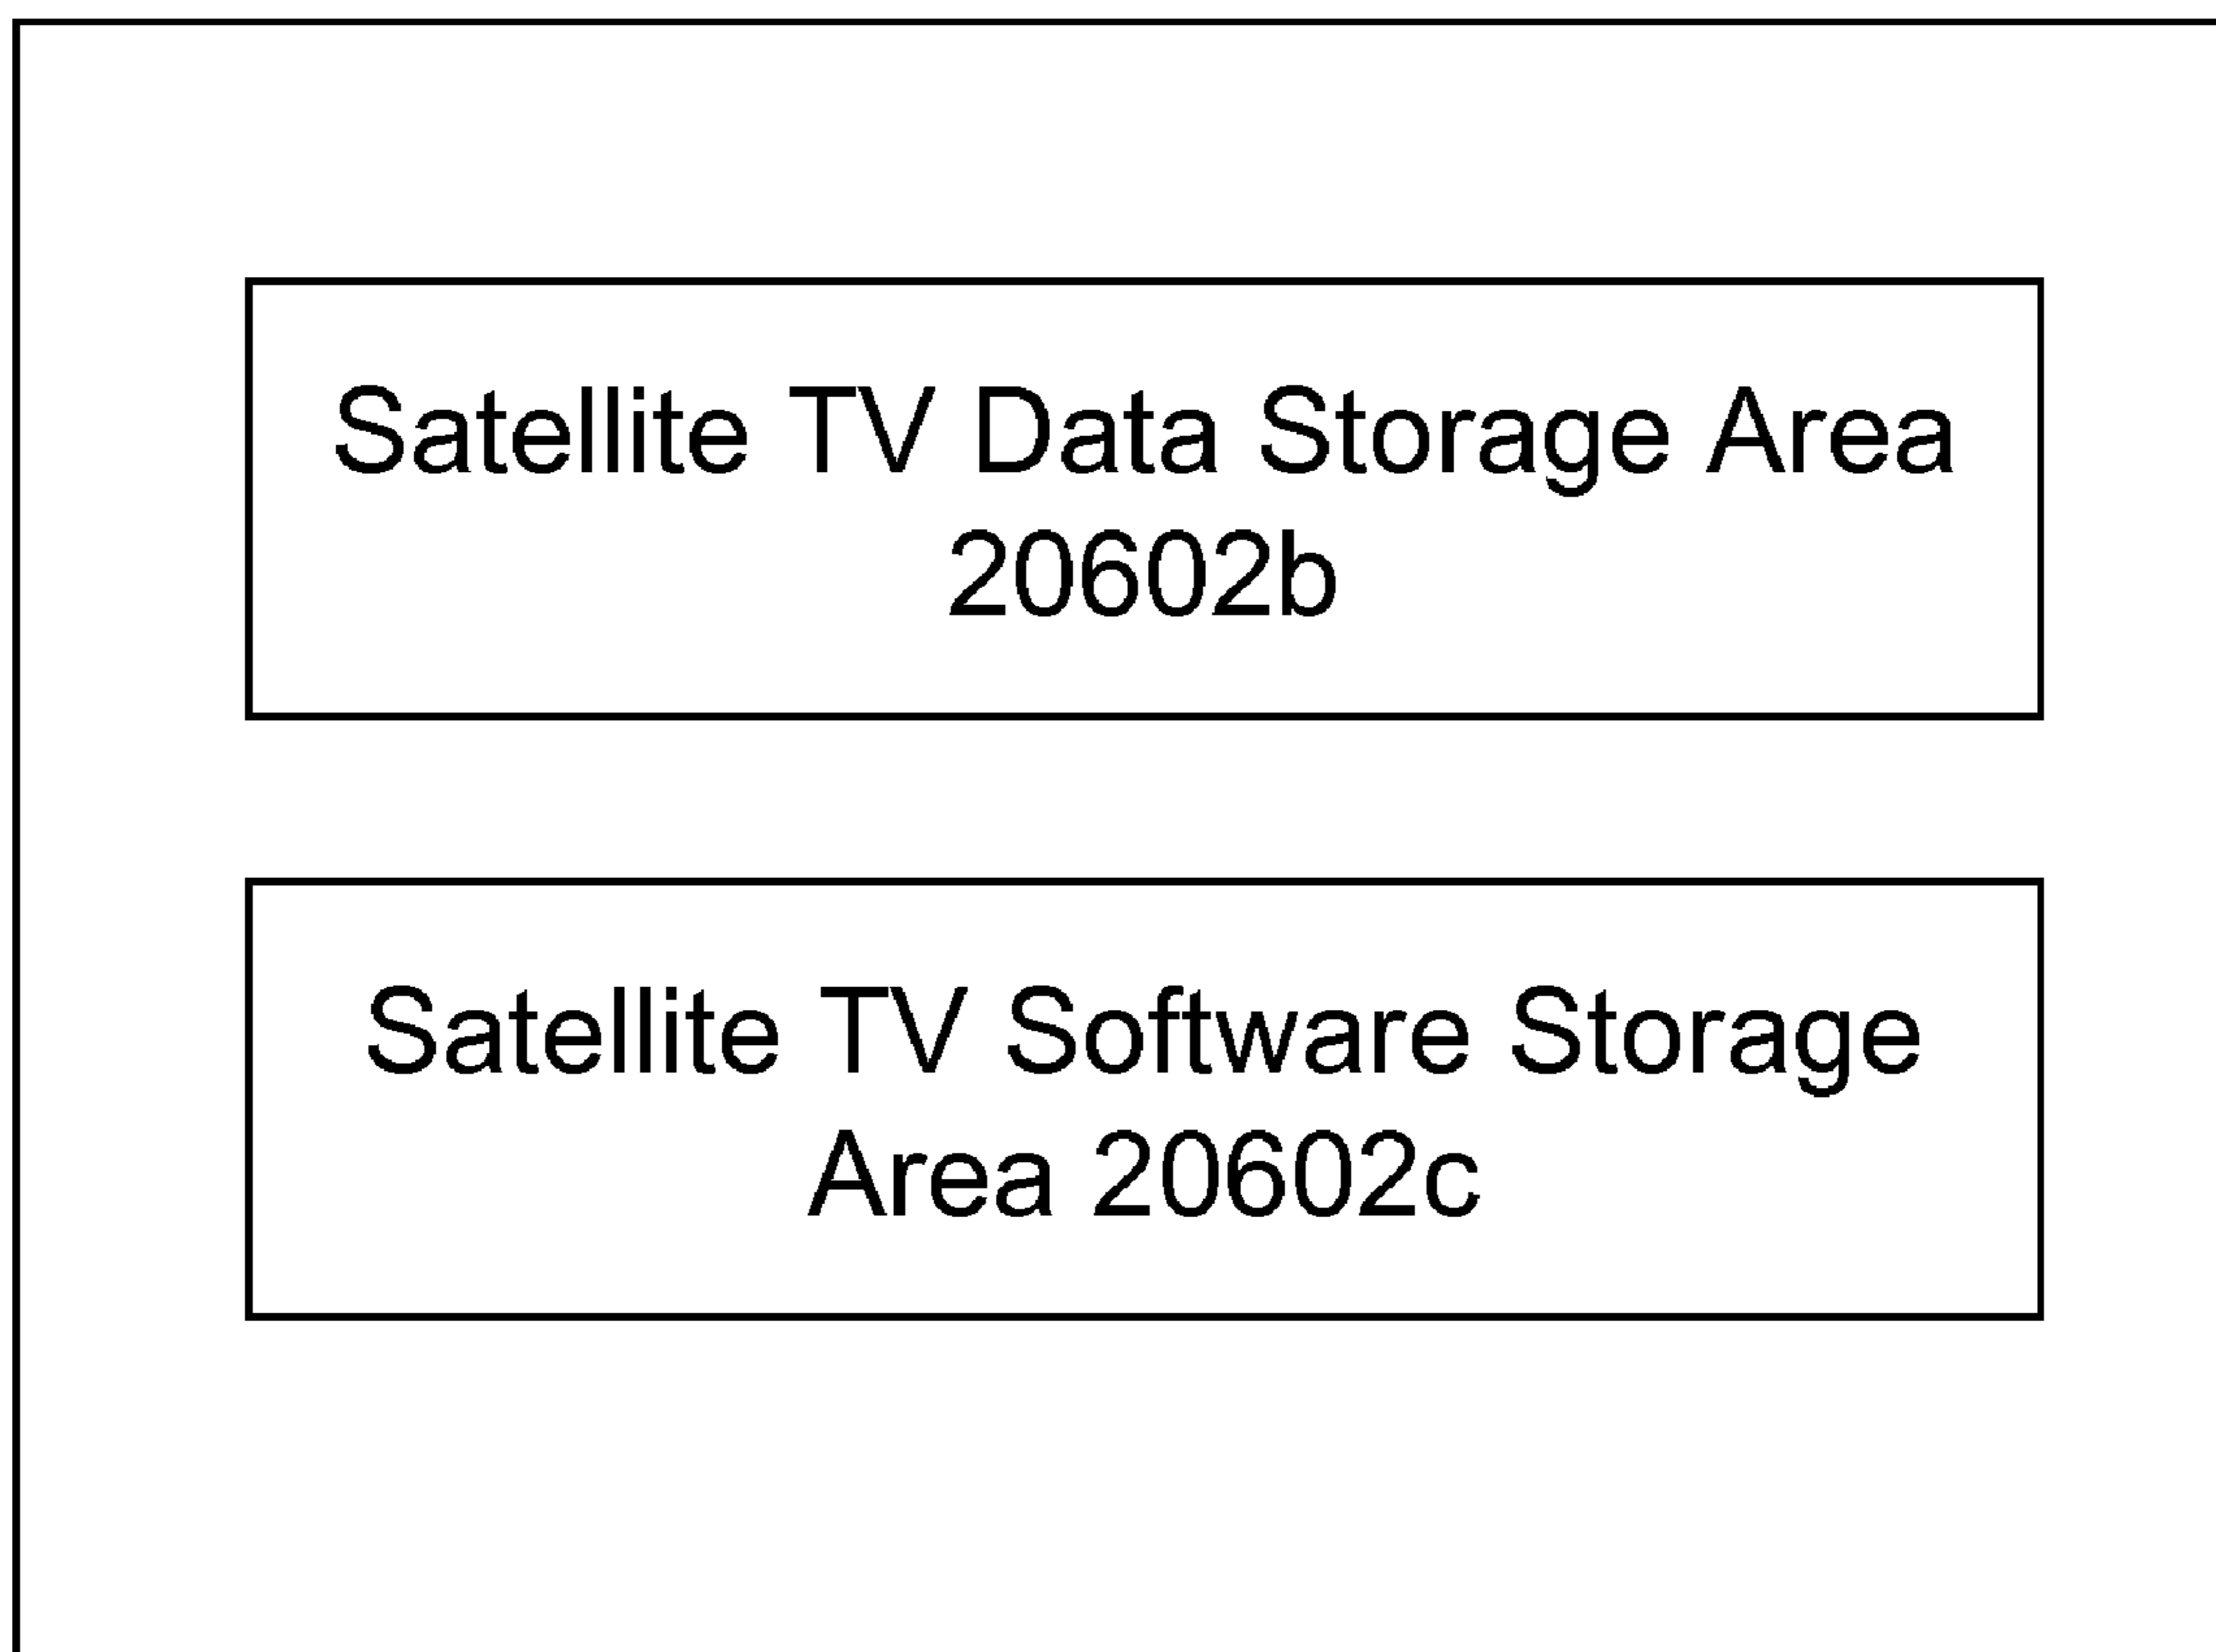 Satellite TV Data Storage Area
20602b
Satellite TV Software Storage
Area 20602c